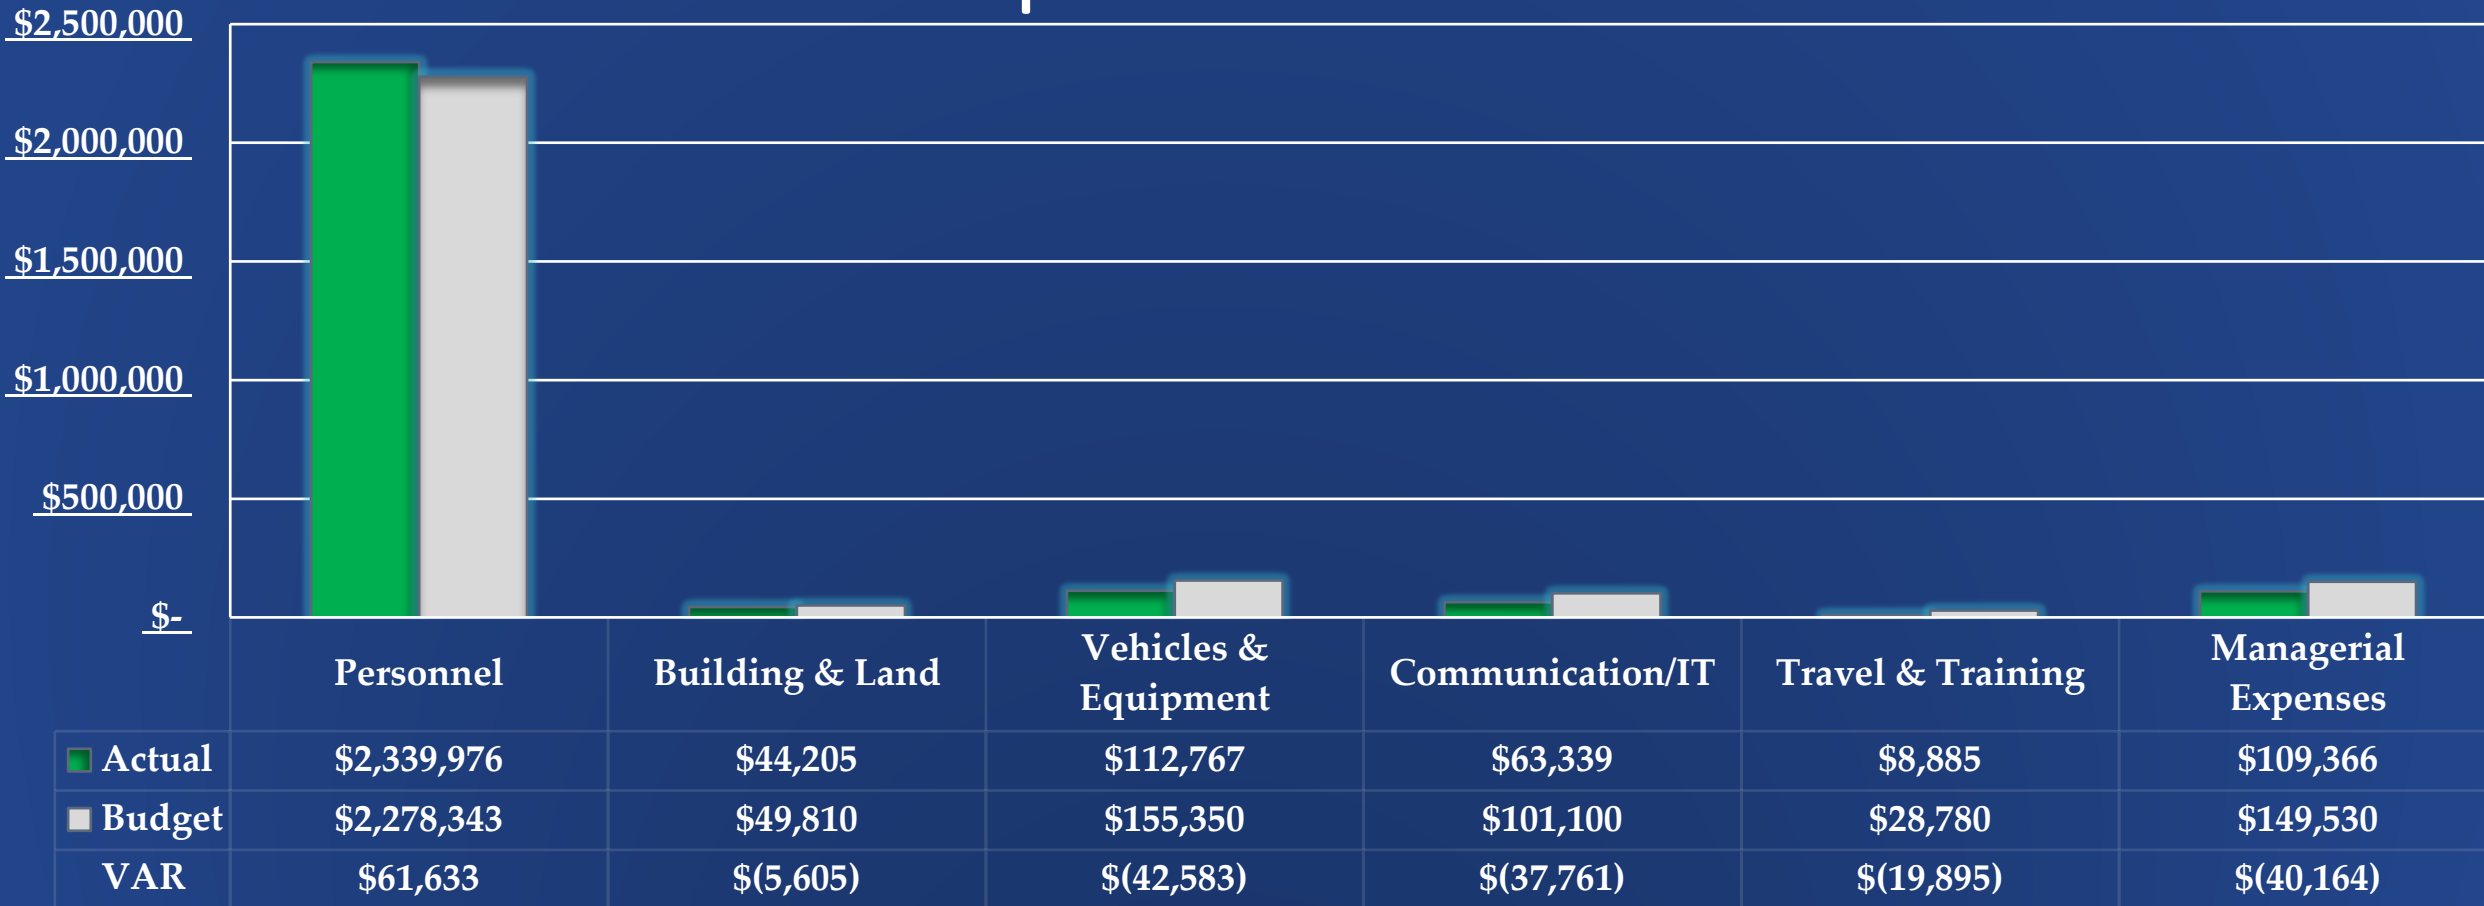 $2,500,000
$2,000,000
$1,500,000
$1,000,000
$500,000
$-
Personnel
Building & Land
Vehicles &
Equipment
Communication/IT
Travel & Training
Managerial
Expenses
Actual $2,339,976 $44,205 $112,767 $63,339 $8,885 $109,366
Budget $2,278,343 $49,810 $155,350 $101,100 $28,780 $149,530
VAR $61,633 $(5,605) $(42,583) $(37,761) $(19,895) $(40,164)